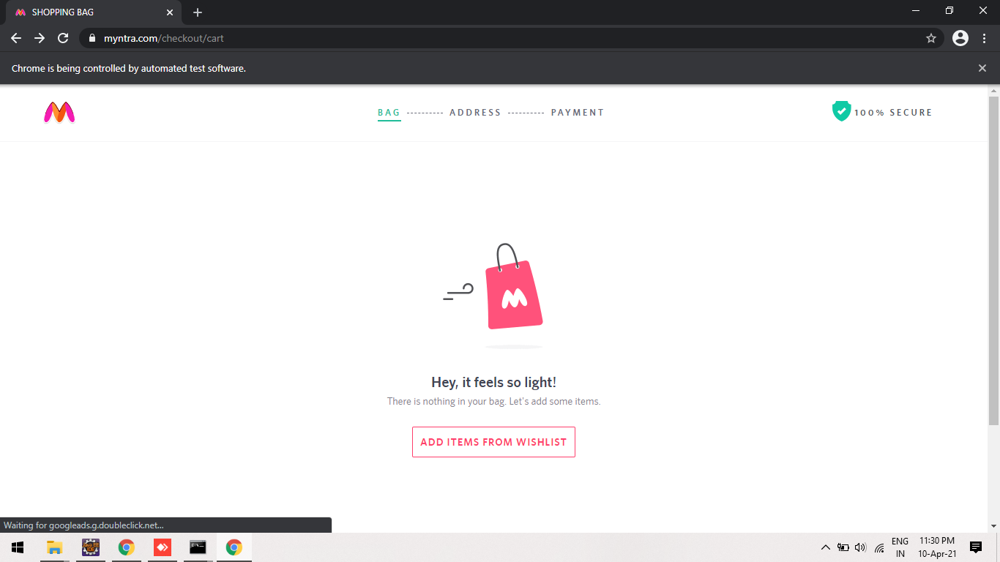 SHOPPING BAG
myntra.com/checkout/cart
Chrome is being controlled by automated test software.
BAG ---------- ADDRESS ---------- PAYMENT
100% SECURE
Hey, it feels so light!
There is nothing in your bag. Let's add some items.
ADD ITEMS FROM WISHLIST
Waiting for googleads.g.doubleclick.net...
ENG
IN
11:30 PM
10-Apr-21